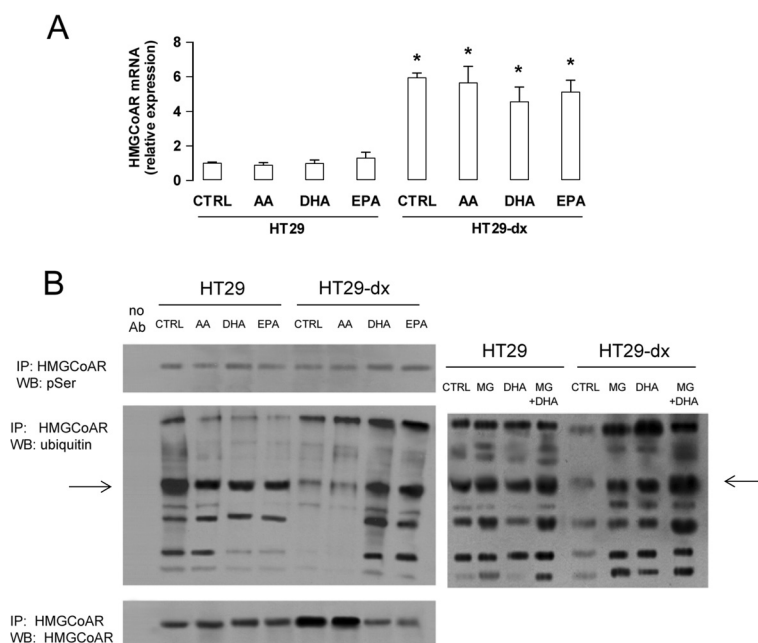 A
HMGCoAR mRNA
(relative expression)
8
6
4
2
0
* * * *
CTRL AA DHA EPA CTRL AA DHA EPA
HT29 HT29-dx
B
HT29 HT29-dx
no
Ab CTRL AA DHA EPA CTRL AA DHA EPA
IP: HMGCoAR
WB: pSer
IP: HMGCoAR
WB: ubiquitin
IP: HMGCoAR
WB: HMGCoAR
HT29 HT29-dx
CTRL MG DHA MG
+DHA CTRL MG DHA MG
+DHA